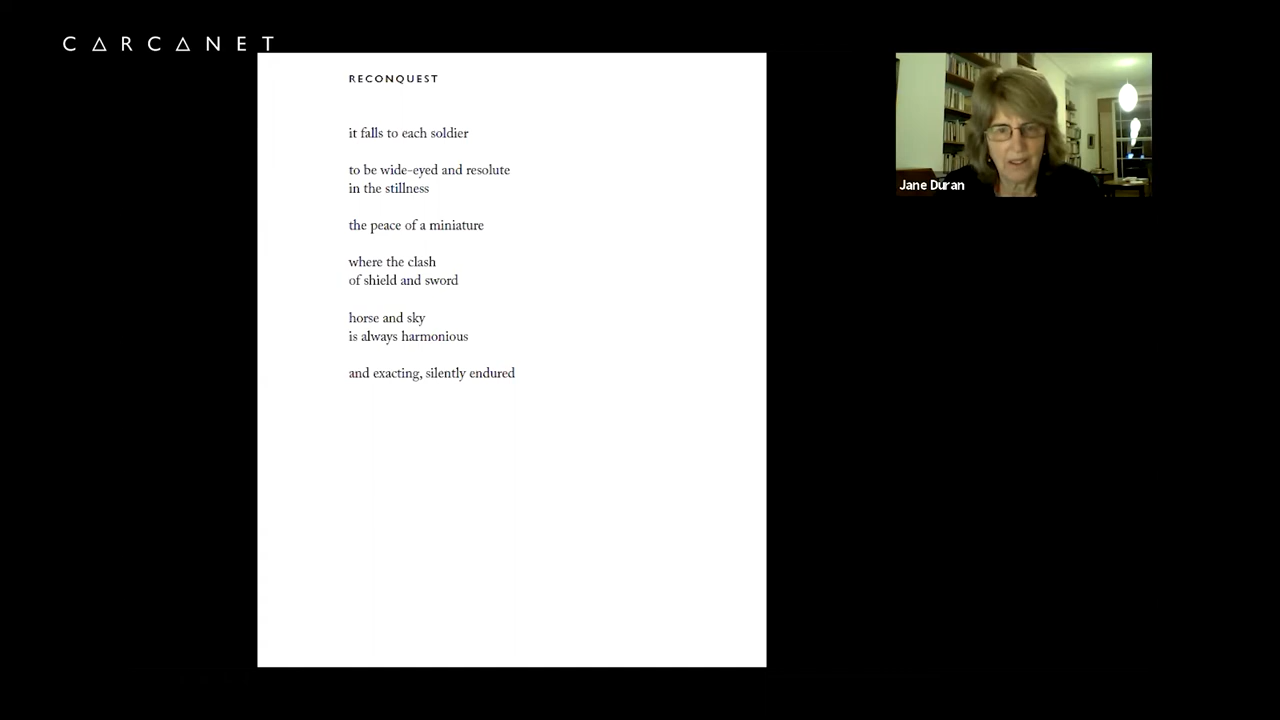 CARCANET
RECONQUEST
it falls to each soldier
to be wide-eyed and resolute
in the stillness
the peace of a miniature
where the clash
of shield and sword
horse and sky
is always harmonious
and exacting, silently endured
Jane Duran